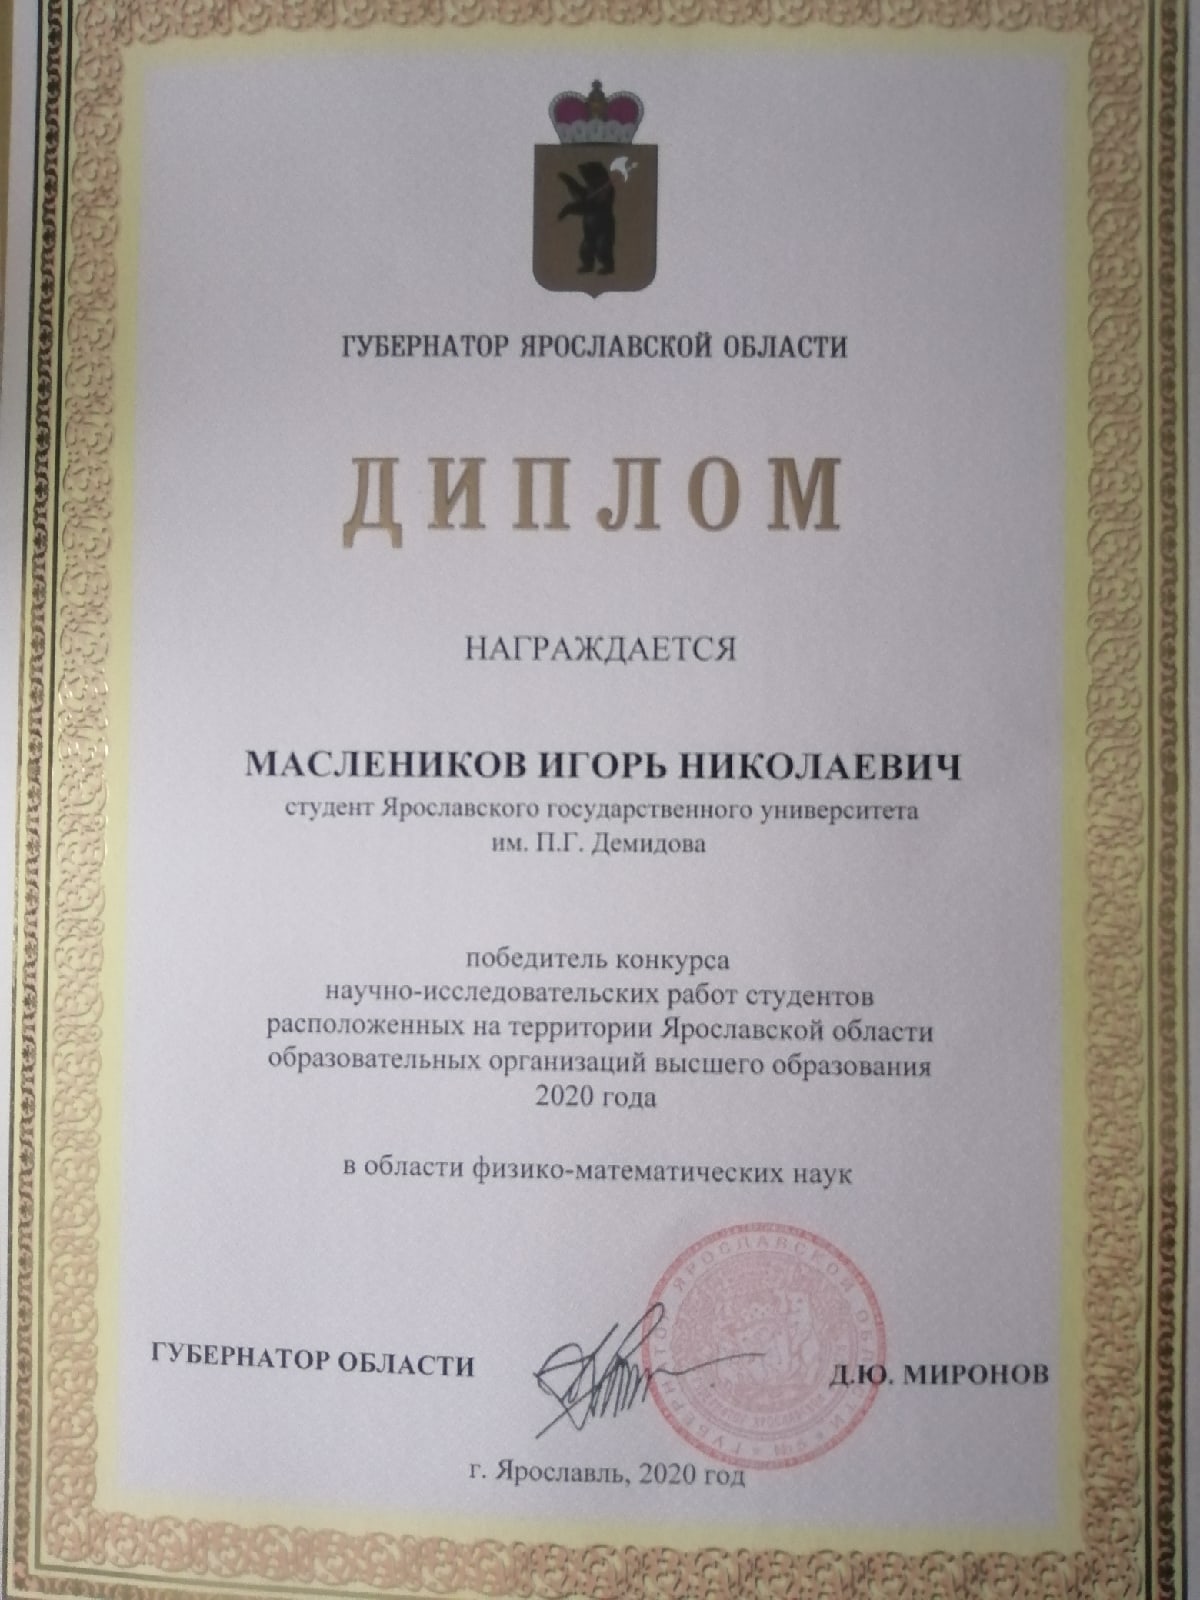 ГУБЕРНАТОР ЯРОСЛАВСКОЙ ОБЛАСТИ
ДИПЛОМ
НАГРАЖДАЕТСЯ
МАСЛЕНИКОВ ИГОРЬ НИКОЛАЕВИЧ
студент Ярославского государственного университета
им. П.Г. Демидова
победитель конкурса
научно-исследовательских работ студентов
расположенных на территории Ярославской области
образовательных организаций высшего образования
2020 года
в области физико-математических наук
ГУБЕРНАТОР ЯРОСЛАВСКОЙ ОБЛАСТИ
ГУБЕРНАТОР ОБЛАСТИ
Д.Ю. МИРОНОВ
г. Ярославль, 2020 год